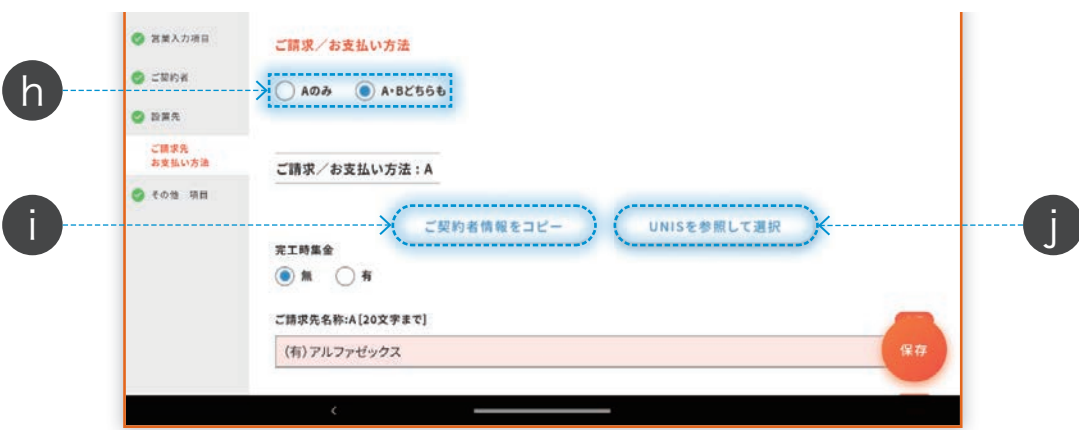 営業入力項目
ご契約者
設置先
ご請求先
お支払い方法
その他 項目
ご請求／お支払い方法
Aのみ A・Bどちらも
ご請求／お支払い方法：A
ご契約者情報をコピー UNISを参照して選択
完工時集金
無 有
ご請求先名称:A[20文字まで]
(有)アルファゼックス
保存
h
i
j